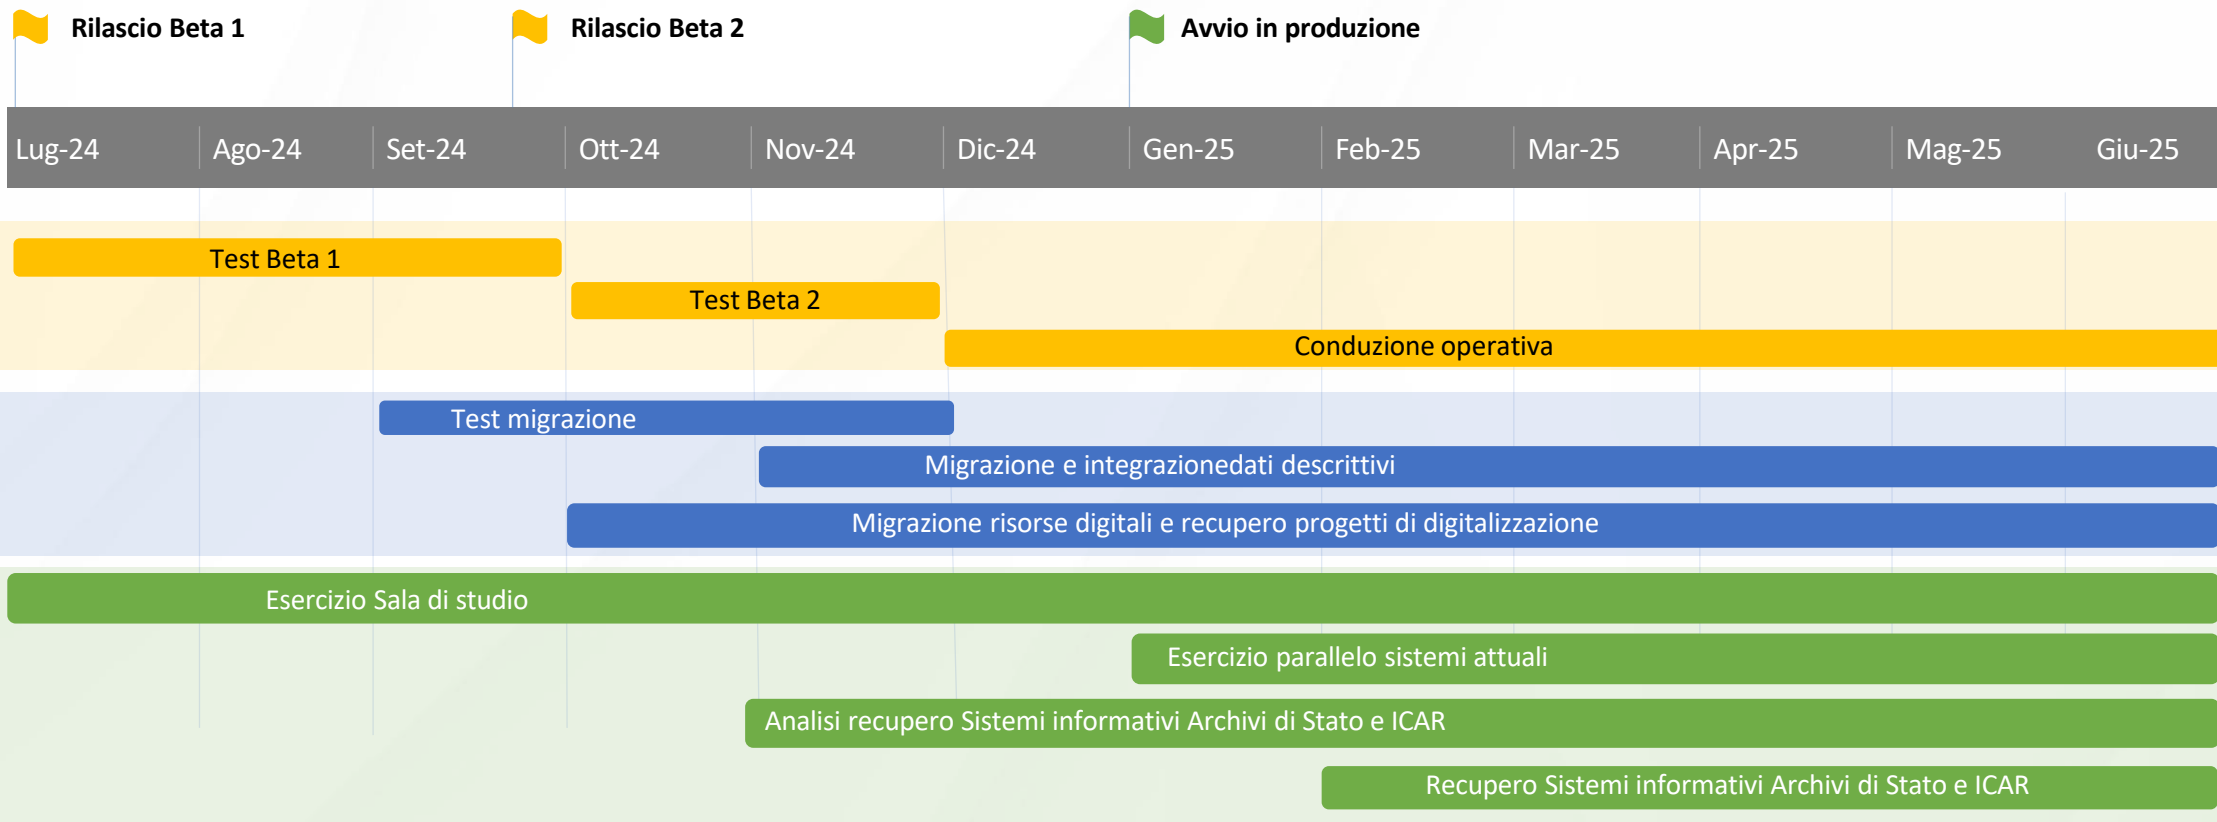 Rilascio Beta 1
Rilascio Beta 2
Avvio in produzione
Lug-24
Ago-24
Set-24
Ott-24
Nov-24
Dic-24
Gen-25
Feb-25
Mar-25
Apr-25
Mag-25
Giu-25
Test Beta 1
Test Beta 2
Conduzione operativa
Test migrazione
Migrazione e integrazionedati descrittivi
Migrazione risorse digitali e recupero progetti di digitalizzazione
Esercizio Sala di studio
Esercizio parallelo sistemi attuali
Analisi recupero Sistemi informativi Archivi di Stato e ICAR
Recupero Sistemi informativi Archivi di Stato e ICAR